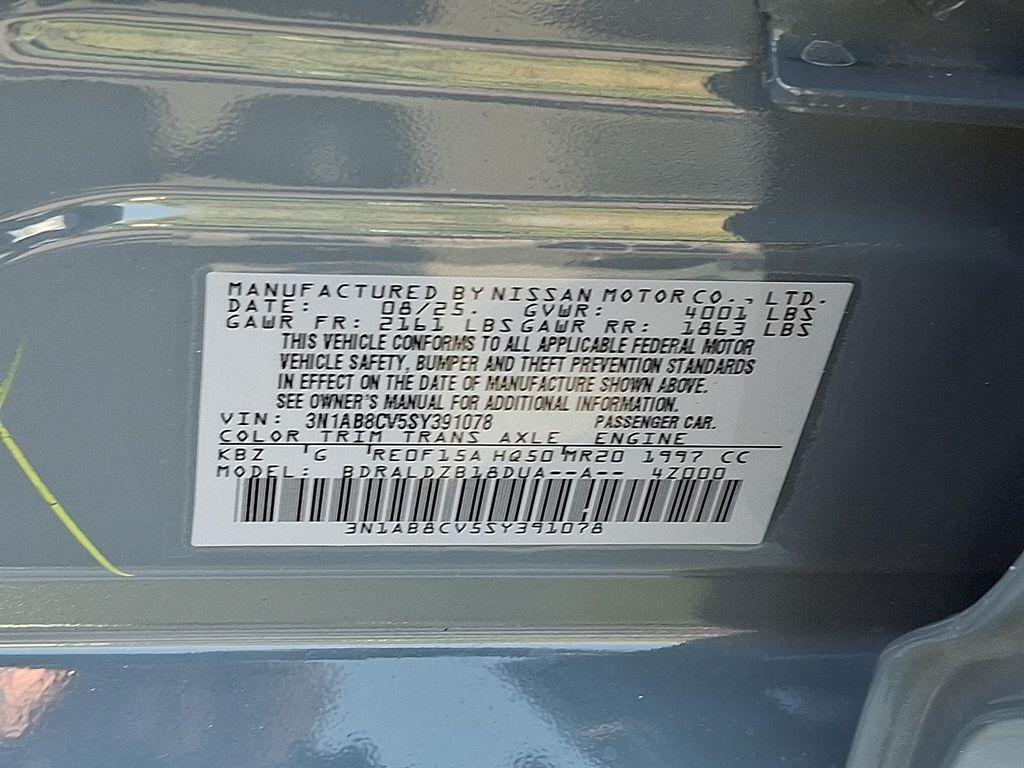 MANUFACTURED BY NISSAN MOTOR CO., LTD.
DATE: 08/25. GVWR: 4001 LBS
GAWR FR: 2161 LBS GAWR RR: 1863 LBS
THIS VEHICLE CONFORMS TO ALL APPLICABLE FEDERAL MOTOR
VEHICLE SAFETY, BUMPER AND THEFT PREVENTION STANDARDS
IN EFFECT ON THE DATE OF MANUFACTURE SHOWN ABOVE.
SEE OWNER'S MANUAL FOR ADDITIONAL INFORMATION.
VIN: 3N1AB8CV5SY391078 PASSENGER CAR.
COLOR TRIM TRANS AXLE ENGINE
KBZ 'G 'RE0F15A HQ50'MR20 1997 CC
MODEL: BDRALDZB18DUA--A-- 4Z000
3N1AB8CV5SY391078